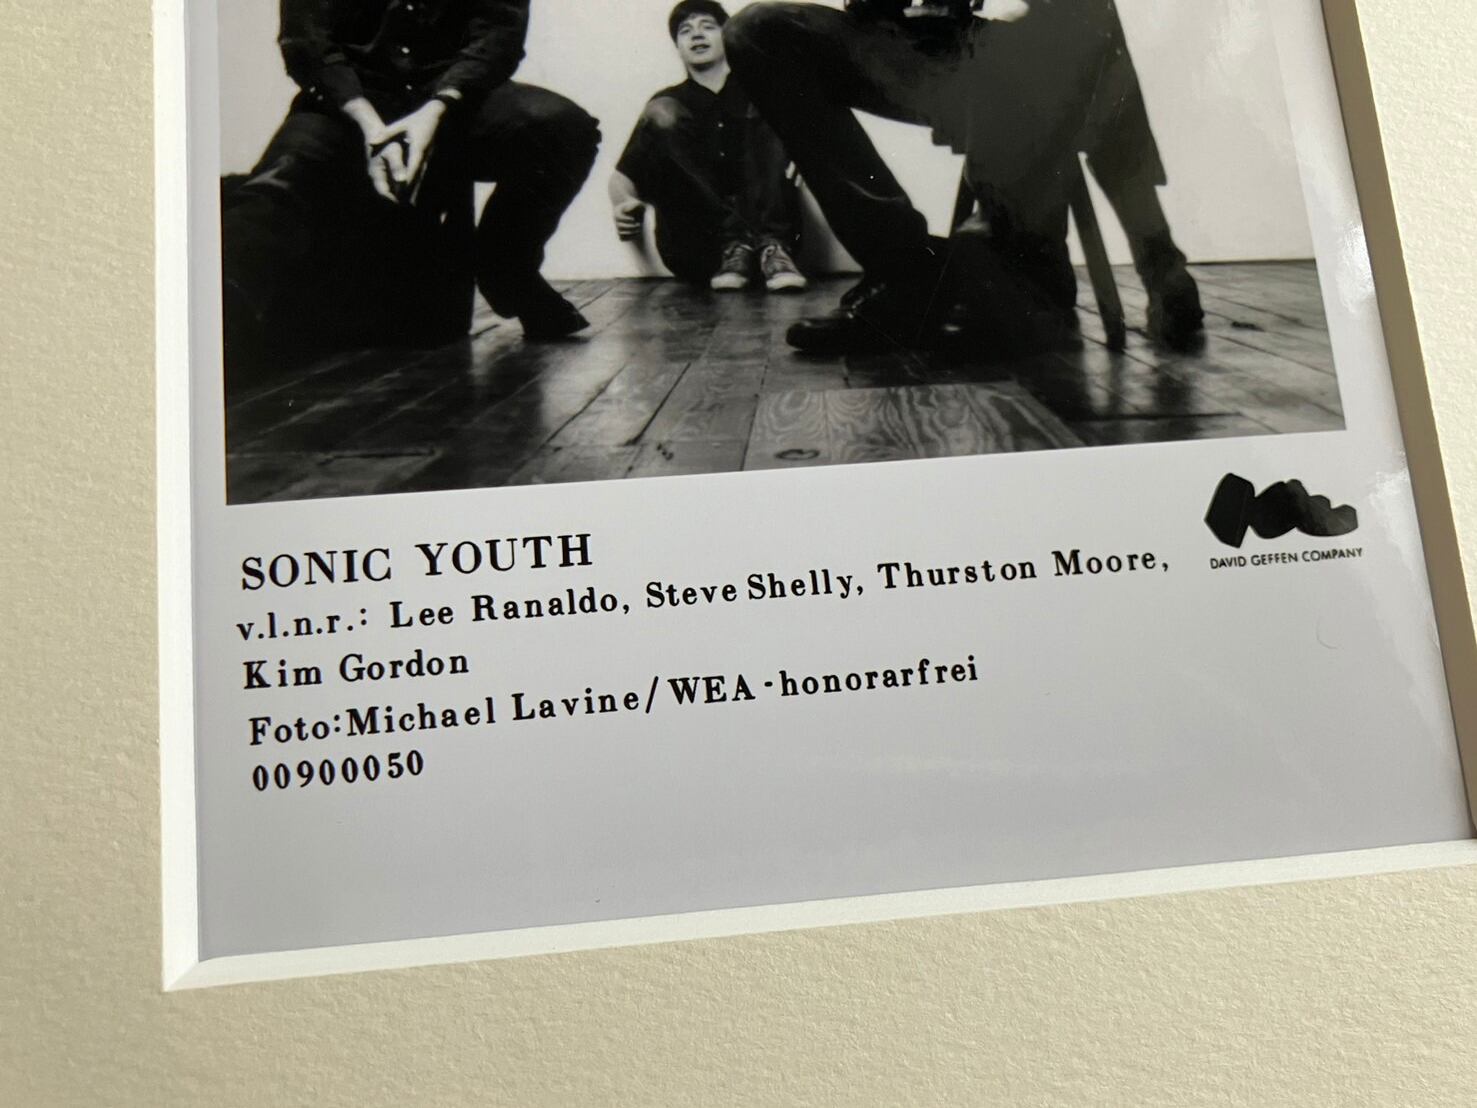 SONIC YOUTH
v.l.n.r.: Lee Ranaldo, Steve Shelly, Thurston Moore,
Kim Gordon
Foto:Michael Lavine/WEA-honorarfrei
00900050
DAVID GEFFEN COMPANY